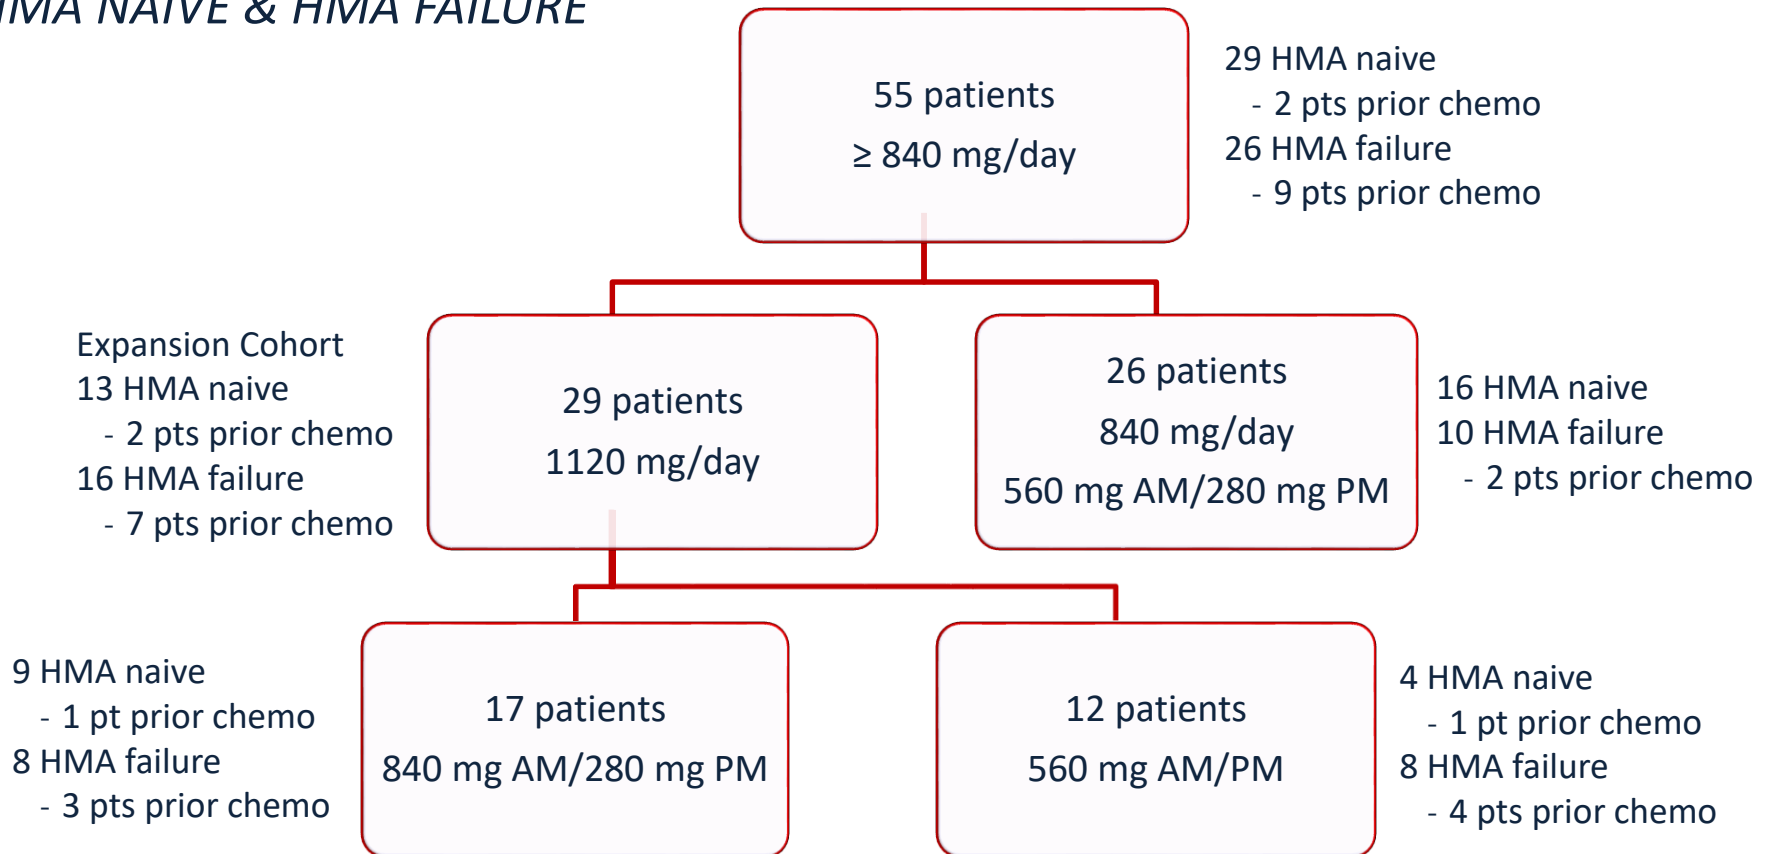 HMA NAIVE & HMA FAILURE
55 patients
≥ 840 mg/day
29 HMA naive
- 2 pts prior chemo
26 HMA failure
- 9 pts prior chemo
Expansion Cohort
13 HMA naive
- 2 pts prior chemo
16 HMA failure
- 7 pts prior chemo
29 patients
1120 mg/day
26 patients
840 mg/day
560 mg AM/280 mg PM
16 HMA naive
10 HMA failure
- 2 pts prior chemo
9 HMA naive
- 1 pt prior chemo
8 HMA failure
- 3 pts prior chemo
17 patients
840 mg AM/280 mg PM
12 patients
560 mg AM/PM
4 HMA naive
- 1 pt prior chemo
8 HMA failure
- 4 pts prior chemo